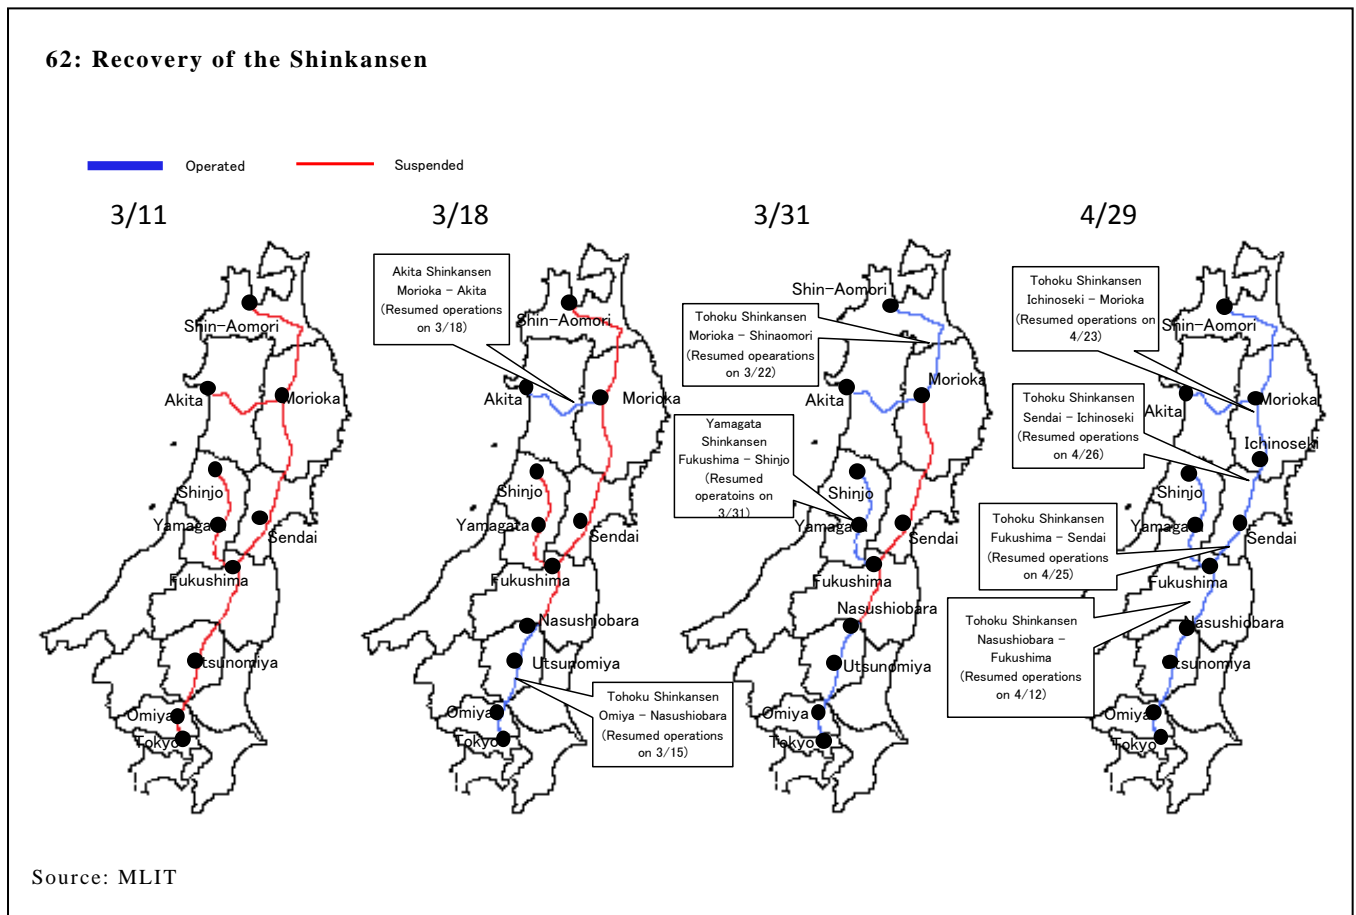 62: Recovery of the Shinkansen
Operated
Suspended
3/11
3/18
3/31
4/29
Shin-Aomori
Akita
Morioka
Shinjo
Yamagata
Sendai
Fukushima
Utsunomiya
Omiya
Tokyo
Akita Shinkansen
Morioka - Akita
(Resumed operations
on 3/18)
Shin-Aomori
Akita
Morioka
Shinjo
Yamagata
Sendai
Fukushima
Nasushiobara
Utsunomiya
Omiya
Tokyo
Tohoku Shinkansen
Omiya - Nasushiobara
(Resumed operations
on 3/15)
Shin-Aomori
Tohoku Shinkansen
Morioka - Shinaomori
(Resumed opearations
on 3/22)
Akita
Morioka
Yamagata
Shinkansen
Fukushima - Shinjo
(Resumed
operatoins on
3/31)
Shinjo
Yamagata
Sendai
Fukushima
Nasushiobara
Utsunomiya
Omiya
Tokyo
Tohoku Shinkansen
Ichinoseki - Morioka
(Resumed operations on
4/23)
Shin-Aomori
Tohoku Shinkansen
Sendai - Ichinoseki
(Resumed operations
on 4/26)
Akita
Morioka
Ichinoseki
Shinjo
Yamagata
Sendai
Tohoku Shinkansen
Fukushima - Sendai
(Resumed operations
on 4/25)
Fukushima
Tohoku Shinkansen
Nasushiobara -
Fukushima
(Resumed operations
on 4/12)
Nasushiobara
Utsunomiya
Omiya
Tokyo
Source: MLIT